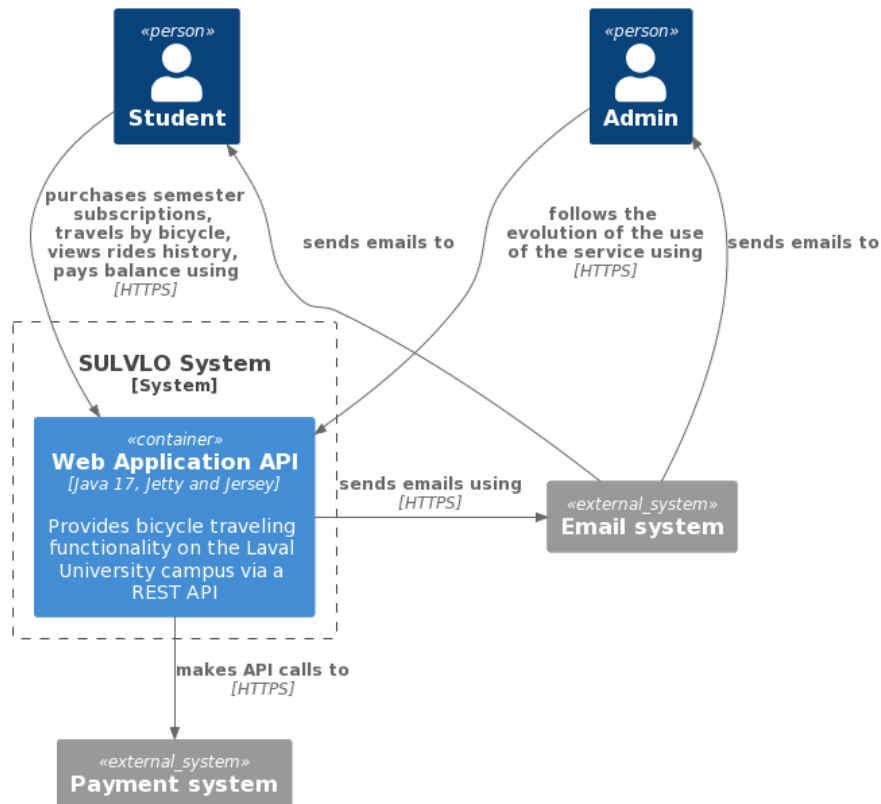 «person»
Student
«person»
Admin
purchases semester
subscriptions,
travels by bicycle,
views rides history,
pays balance using
[HTTPS]
sends emails to
follows the
evolution of the use
of the service using
[HTTPS]
sends emails to
SULVLO System
[System]
«container»
Web Application API
[Java 17, Jetty and Jersey]
Provides bicycle traveling
functionality on the Laval
University campus via a
REST API
sends emails using
[HTTPS]
«external_system»
Email system
makes API calls to
[HTTPS]
«external_system»
Payment system